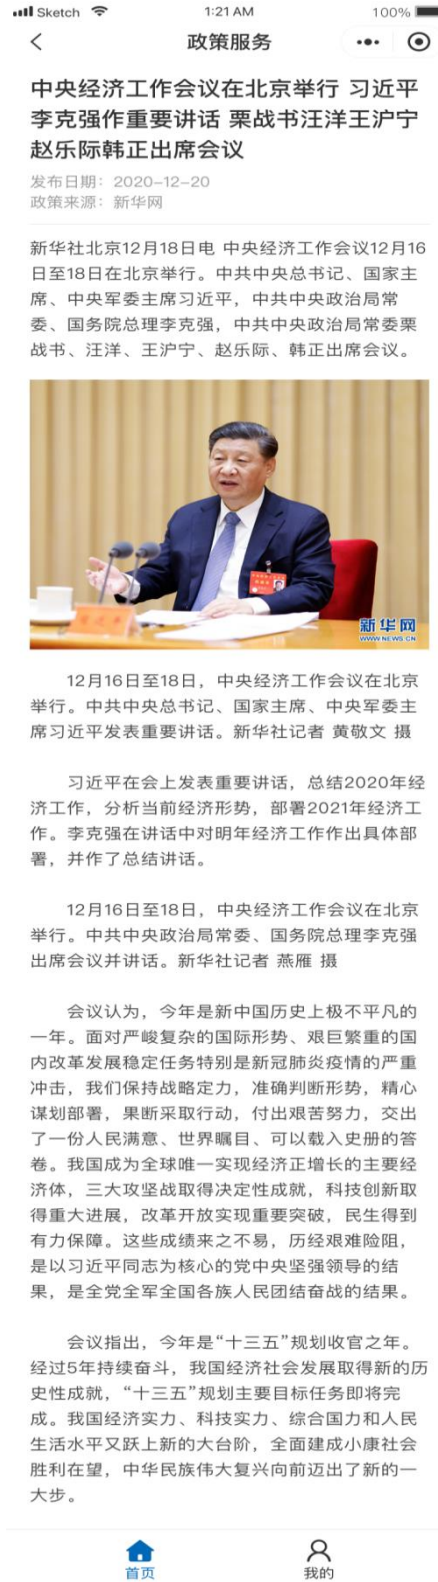 Sketch 1:21 AM 100%
政策服务
中央经济工作会议在北京举行 习近平
李克强作重要讲话 栗战书汪洋王沪宁
赵乐际韩正出席会议
发布日期：2020-12-20
政策来源：新华网
新华社北京12月18日电 中央经济工作会议12月16
日至18日在北京举行。中共中央总书记、国家主
席、中央军委主席习近平，中共中央政治局常
委、国务院总理李克强，中共中央政治局常委栗
战书、汪洋、王沪宁、赵乐际、韩正出席会议。
新华网
WWW.NEWS.CN
12月16日至18日，中央经济工作会议在北京
举行。中共中央总书记、国家主席、中央军委主
席习近平发表重要讲话。新华社记者 黄敬文 摄
习近平在会上发表重要讲话，总结2020年经
济工作，分析当前经济形势，部署2021年经济工
作。李克强在讲话中对明年经济工作作出具体部
署，并作了总结讲话。
12月16日至18日，中央经济工作会议在北京
举行。中共中央政治局常委、国务院总理李克强
出席会议并讲话。新华社记者 燕雁 摄
会议认为，今年是新中国历史上极不平凡的
一年。面对严峻复杂的国际形势、艰巨繁重的国
内改革发展稳定任务特别是新冠肺炎疫情的严重
冲击，我们保持战略定力，准确判断形势，精心
谋划部署，果断采取行动，付出艰苦努力，交出
了一份人民满意、世界瞩目、可以载入史册的答
卷。我国成为全球唯一实现经济正增长的主要经
济体，三大攻坚战取得决定性成就，科技创新取
得重大进展，改革开放实现重要突破，民生得到
有力保障。这些成绩来之不易，历经艰难险阻，
是以习近平同志为核心的党中央坚强领导的结
果，是全党全军全国各族人民团结奋战的结果。
会议指出，今年是“十三五”规划收官之年。
经过5年持续奋斗，我国经济社会发展取得新的历
史性成就，“十三五”规划主要目标任务即将完
成。我国经济实力、科技实力、综合国力和人民
生活水平又跃上新的大台阶，全面建成小康社会
胜利在望，中华民族伟大复兴向前迈出了新的一
大步。
首页 我的